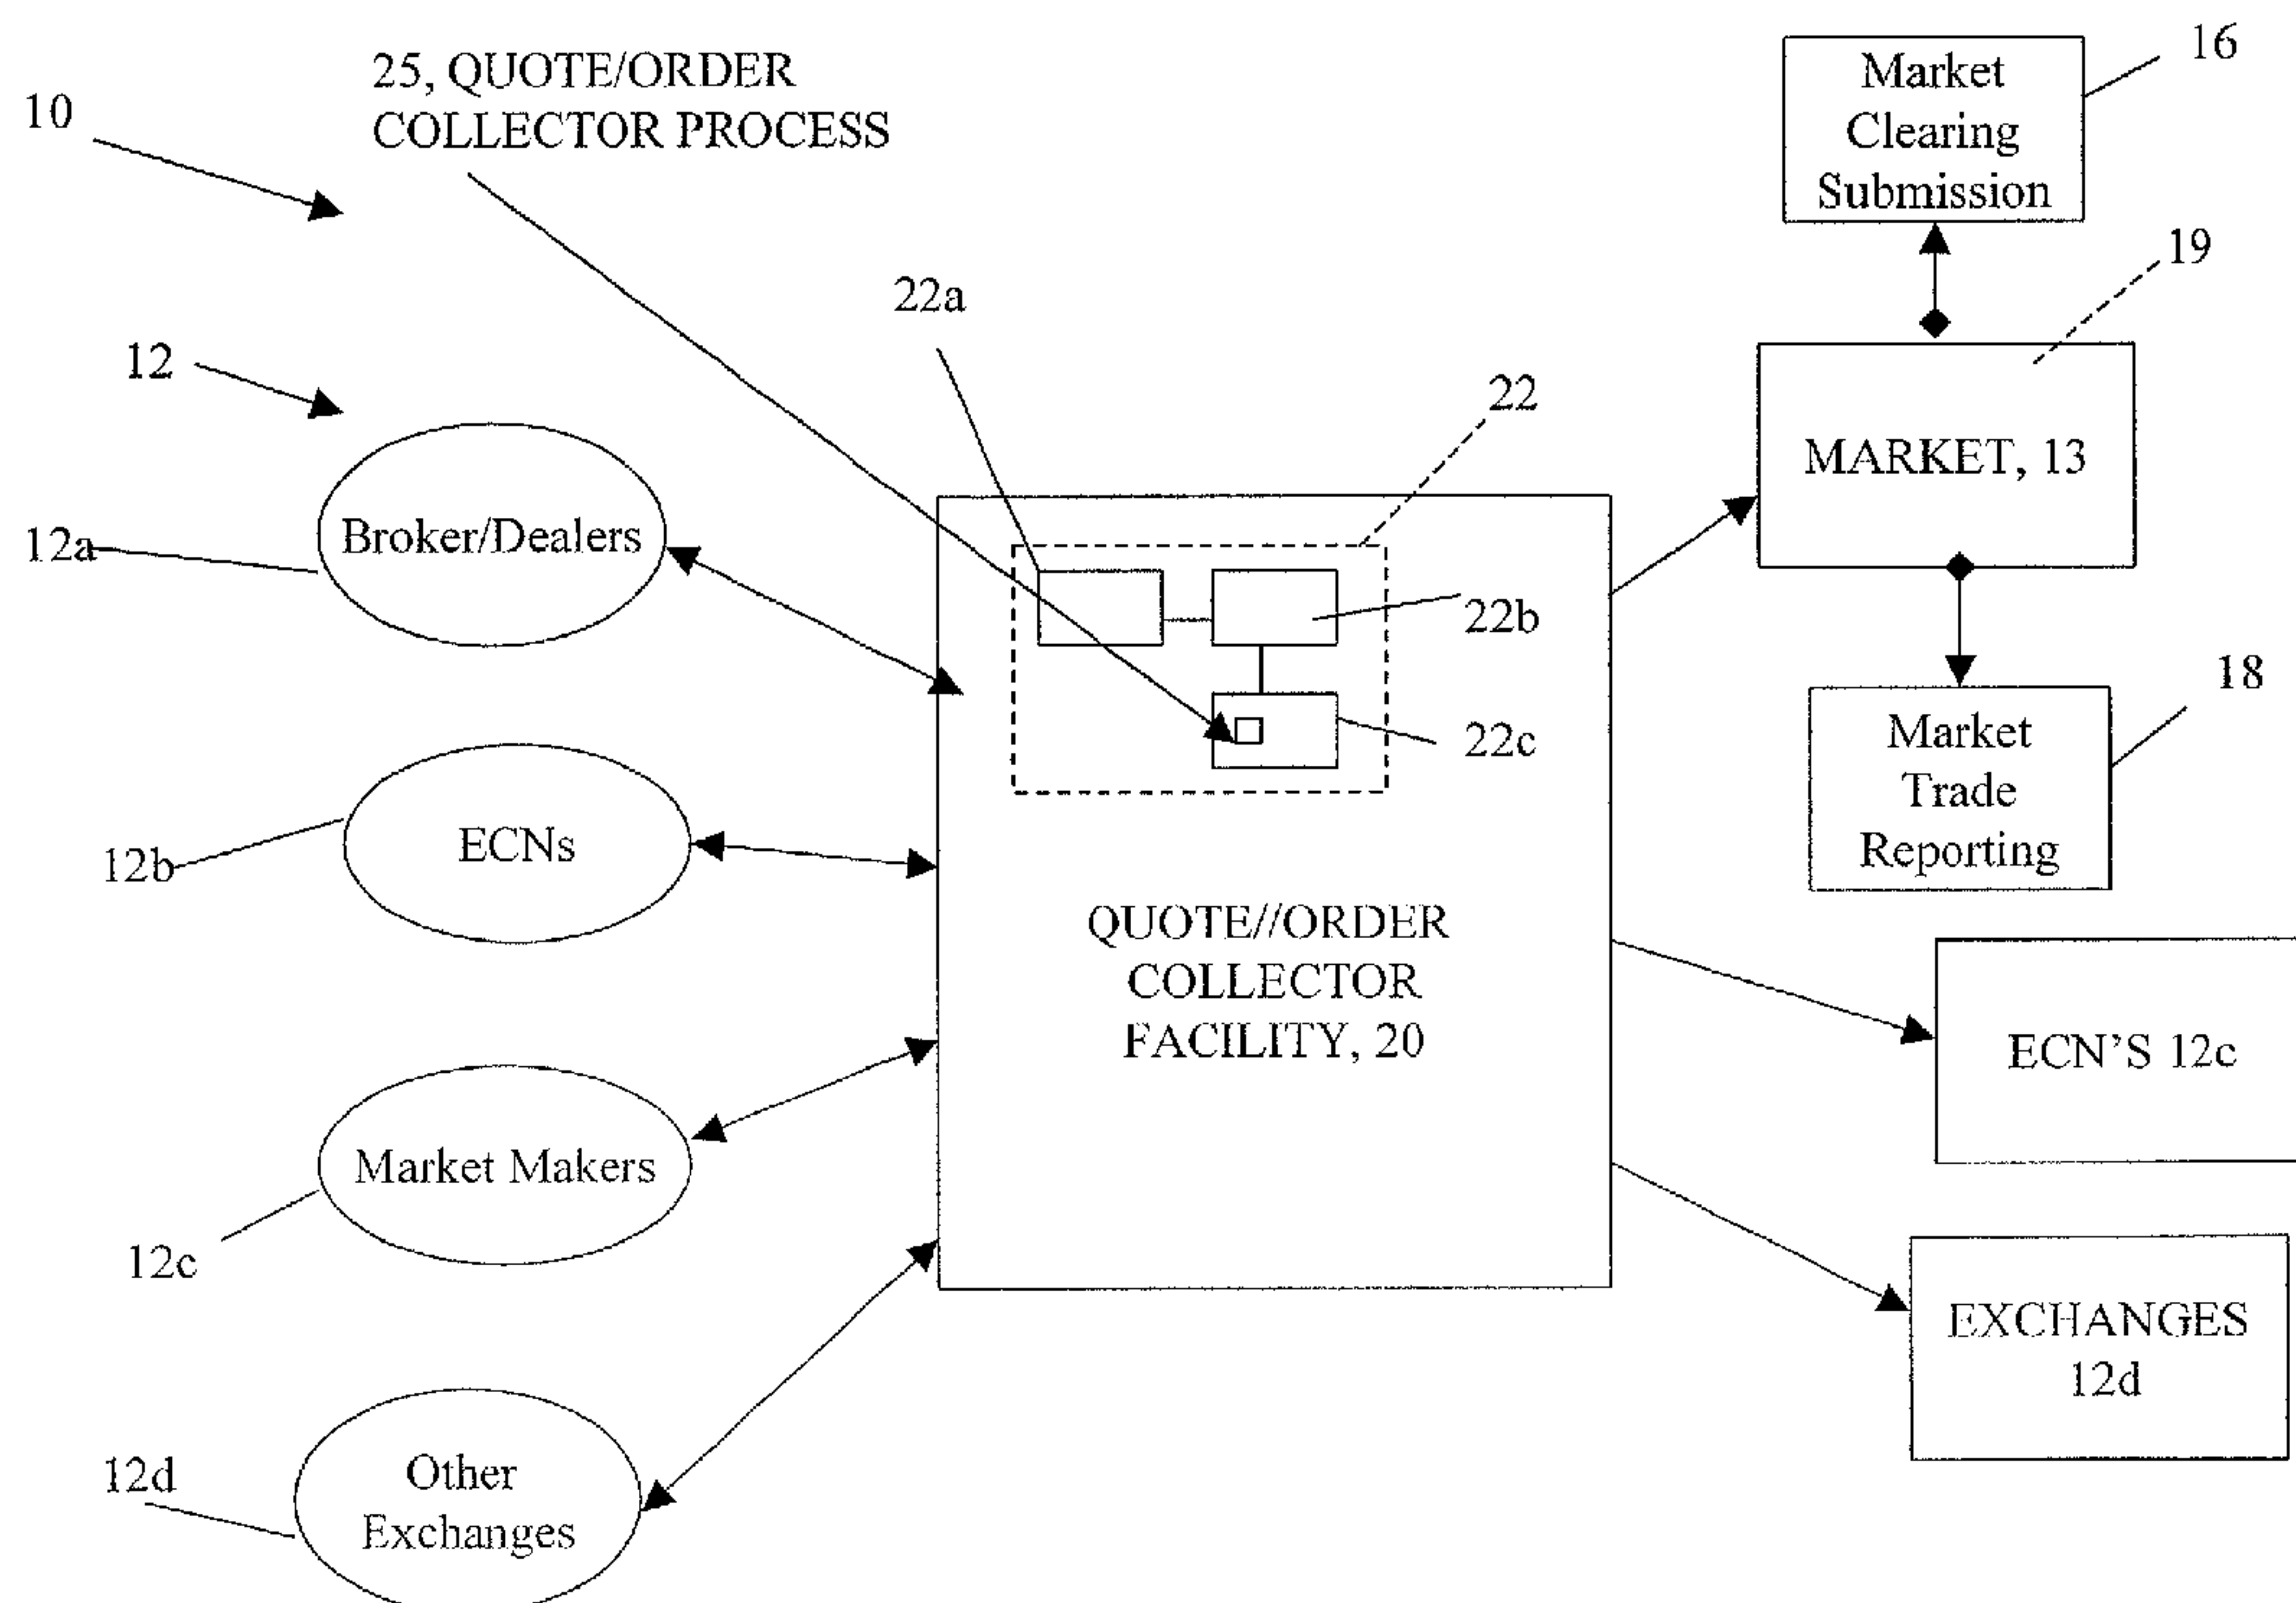 10
25, QUOTE/ORDER
COLLECTOR PROCESS
16
Market
Clearing
Submission
19
22a
12
22
MARKET, 13
Broker/Dealers
12a
22b
22c
18
Market
Trade
Reporting
ECNs
12b
QUOTE//ORDER
COLLECTOR
FACILITY, 20
ECN'S 12c
Market Makers
12c
EXCHANGES
12d
12d
Other
Exchanges